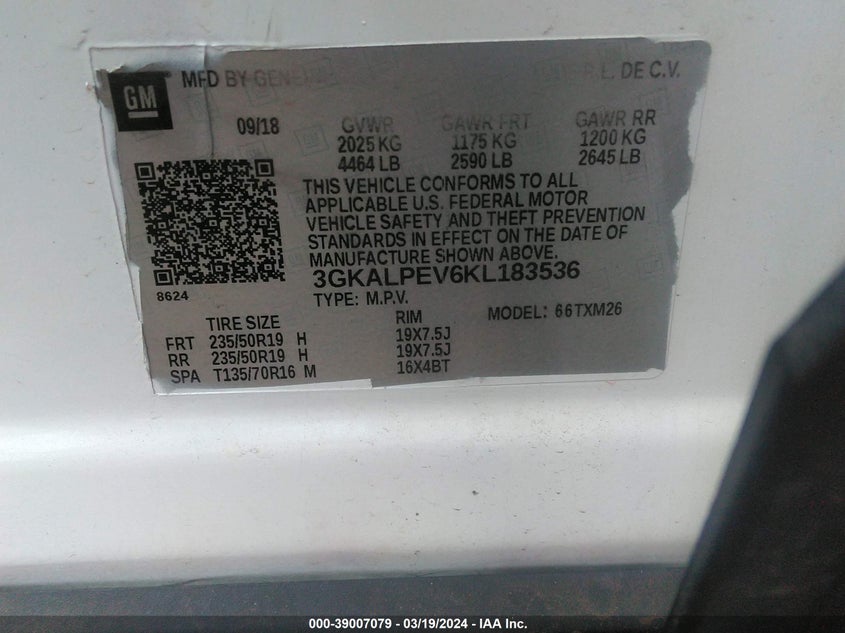 GM ® MFD BY GENE R.L. DE C.V.
09/18 GVWR GAWR FRT GAWR RR
2025 KG 1175 KG 1200 KG
4464 LB 2590 LB 2645 LB
THIS VEHICLE CONFORMS TO ALL
APPLICABLE U.S. FEDERAL MOTOR
VEHICLE SAFETY AND THEFT PREVENTION
STANDARDS IN EFFECT ON THE DATE OF
MANUFACTURE SHOWN ABOVE.
3GKALPEV6KL183536
8624
TYPE: M.P.V. MODEL: 66TXM26
TIRE SIZE RIM
FRT 235/50R19 H 19X7.5J
RR 235/50R19 H 19X7.5J
SPA T135/70R16 M 16X4BT
000-39007079 - 03/19/2024 - IAA Inc.